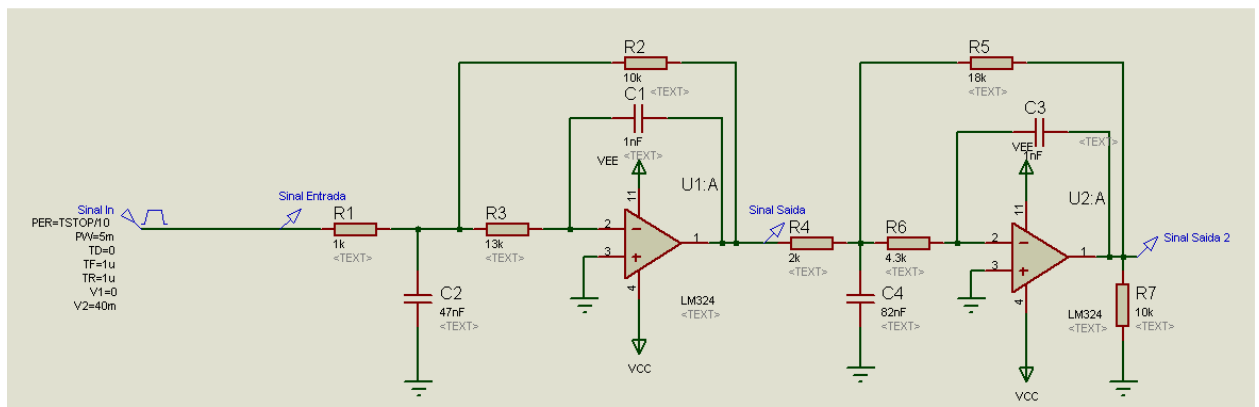 Sinal In
PER=TSTOP/10
PW=5m
TD=0
TF=1u
TR=1u
V1=0
V2=40m
Sinal Entrada
R1
1k
<TEXT>
C2
47nF
<TEXT>
R2
10k
<TEXT>
C1
1nF
<TEXT>
R3
13k
<TEXT>
VEE
11
U1:A
2
3
1
4
LM324
<TEXT>
VCC
Sinal Saida
R4
2k
<TEXT>
C4
82nF
<TEXT>
R5
18k
<TEXT>
C3
1nF
<TEXT>
R6
4.3k
<TEXT>
VEE
11
U2:A
2
3
1
4
LM324
<TEXT>
VCC
Sinal Saida 2
R7
10k
<TEXT>